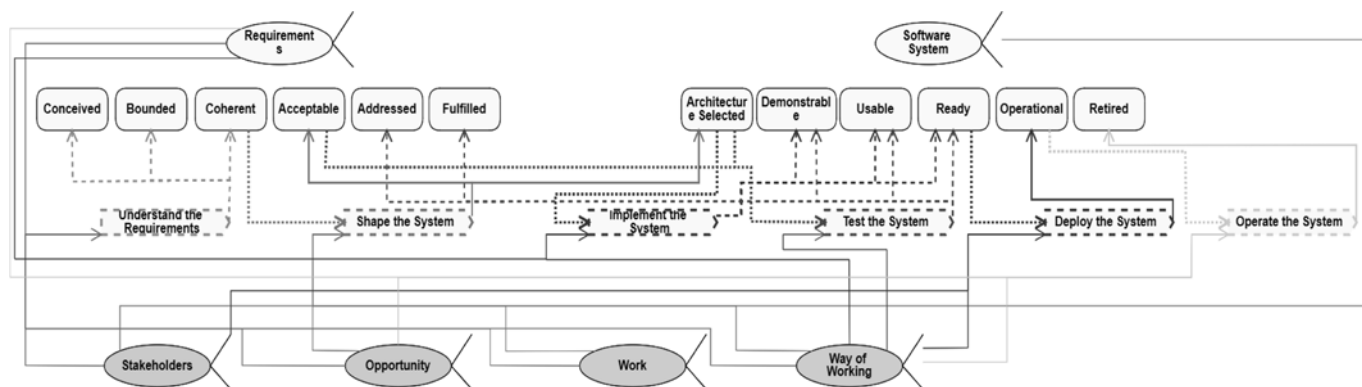 Requirement
s
Software
System
Conceived
Bounded
Coherent
Acceptable
Addressed
Fulfilled
Architectur
e Selected
Demonstrabl
e
Usable
Ready
Operational
Retired
Understand the
Requirements
Shape the System
Implement the
System
Test the System
Deploy the System
Operate the System
Stakeholders
Opportunity
Work
Way of
Working